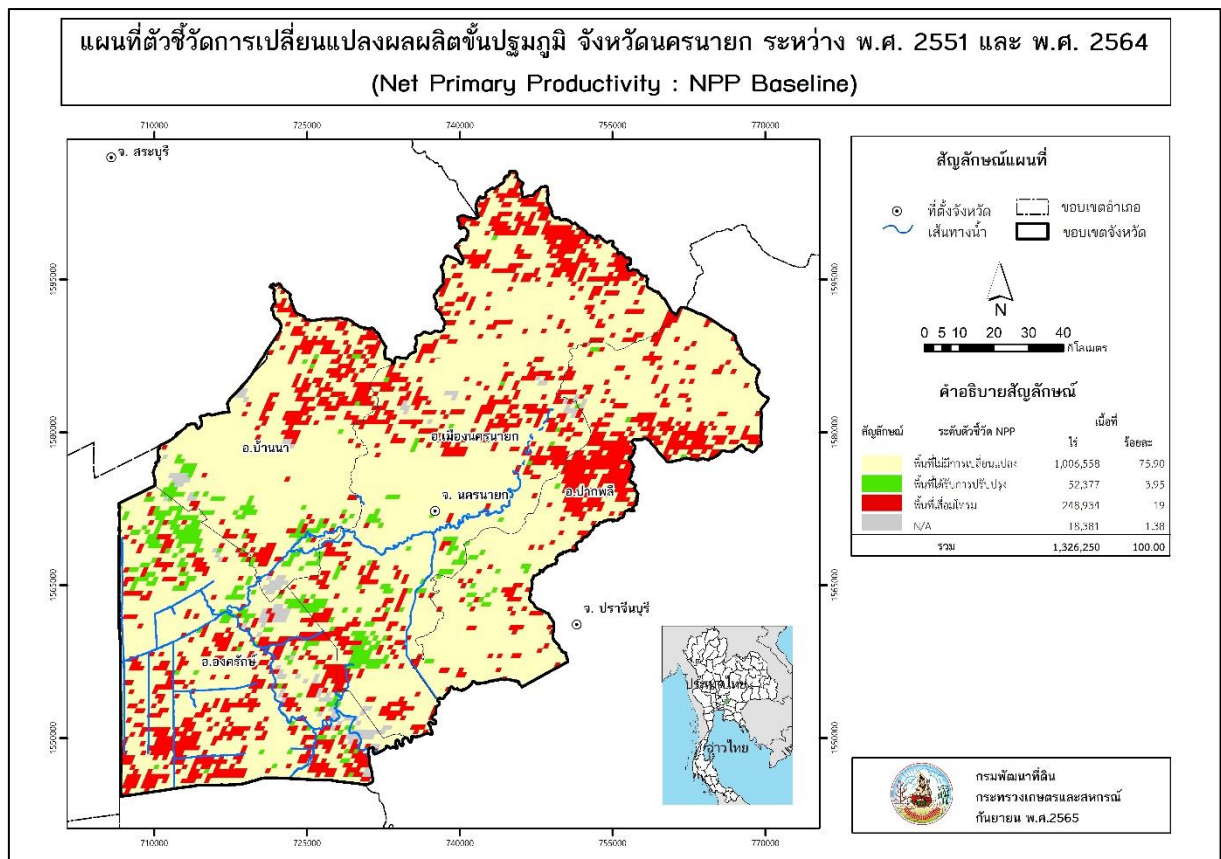 แผนที่ตัวชี้วัดการเปลี่ยนแปลงผลผลิตขั้นปฐมภูมิ จังหวัดนครนายก ระหว่าง พ.ศ. 2551 และ พ.ศ. 2564
(Net Primary Productivity : NPP Baseline)
710000 725000 740000 755000 770000
จ. สระบุรี
1595000 1595000
1580000 1580000
อ.เมืองนครนายก
อ.บ้านนา
จ. นครนายก
อ.ปากพลี
1565000 1565000
จ. ปราจีนบุรี
อ.องครักษ์
1550000 1550000
ประเทศไทย
อ่าวไทย
710000 725000 740000 755000 770000
สัญลักษณ์แผนที่
ที่ตั้งจังหวัด ขอบเขตอำเภอ
เส้นทางน้ำ ขอบเขตจังหวัด
N
0 5 10 20 30 40
กิโลเมตร
คำอธิบายสัญลักษณ์
เนื้อที่
สัญลักษณ์ ระดับตัวชี้วัด NPP ไร่ ร้อยละ
พื้นที่ไม่มีการเปลี่ยนแปลง 1,006,558 75.90
พื้นที่ได้รับการปรับปรุง 52,377 3.95
พื้นที่เสื่อมโทรม 248,934 19
N/A 18,381 1.38
รวม 1,326,250 100.00
กรมพัฒนาที่ดิน
กระทรวงเกษตรและสหกรณ์
กันยายน พ.ศ.2565